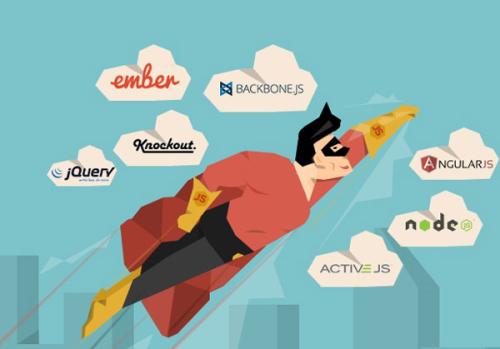 ember
BACKBONE.JS
Knockout.
jQuery
ANGULARJS
node JS
ACTIVE JS
JS
JS